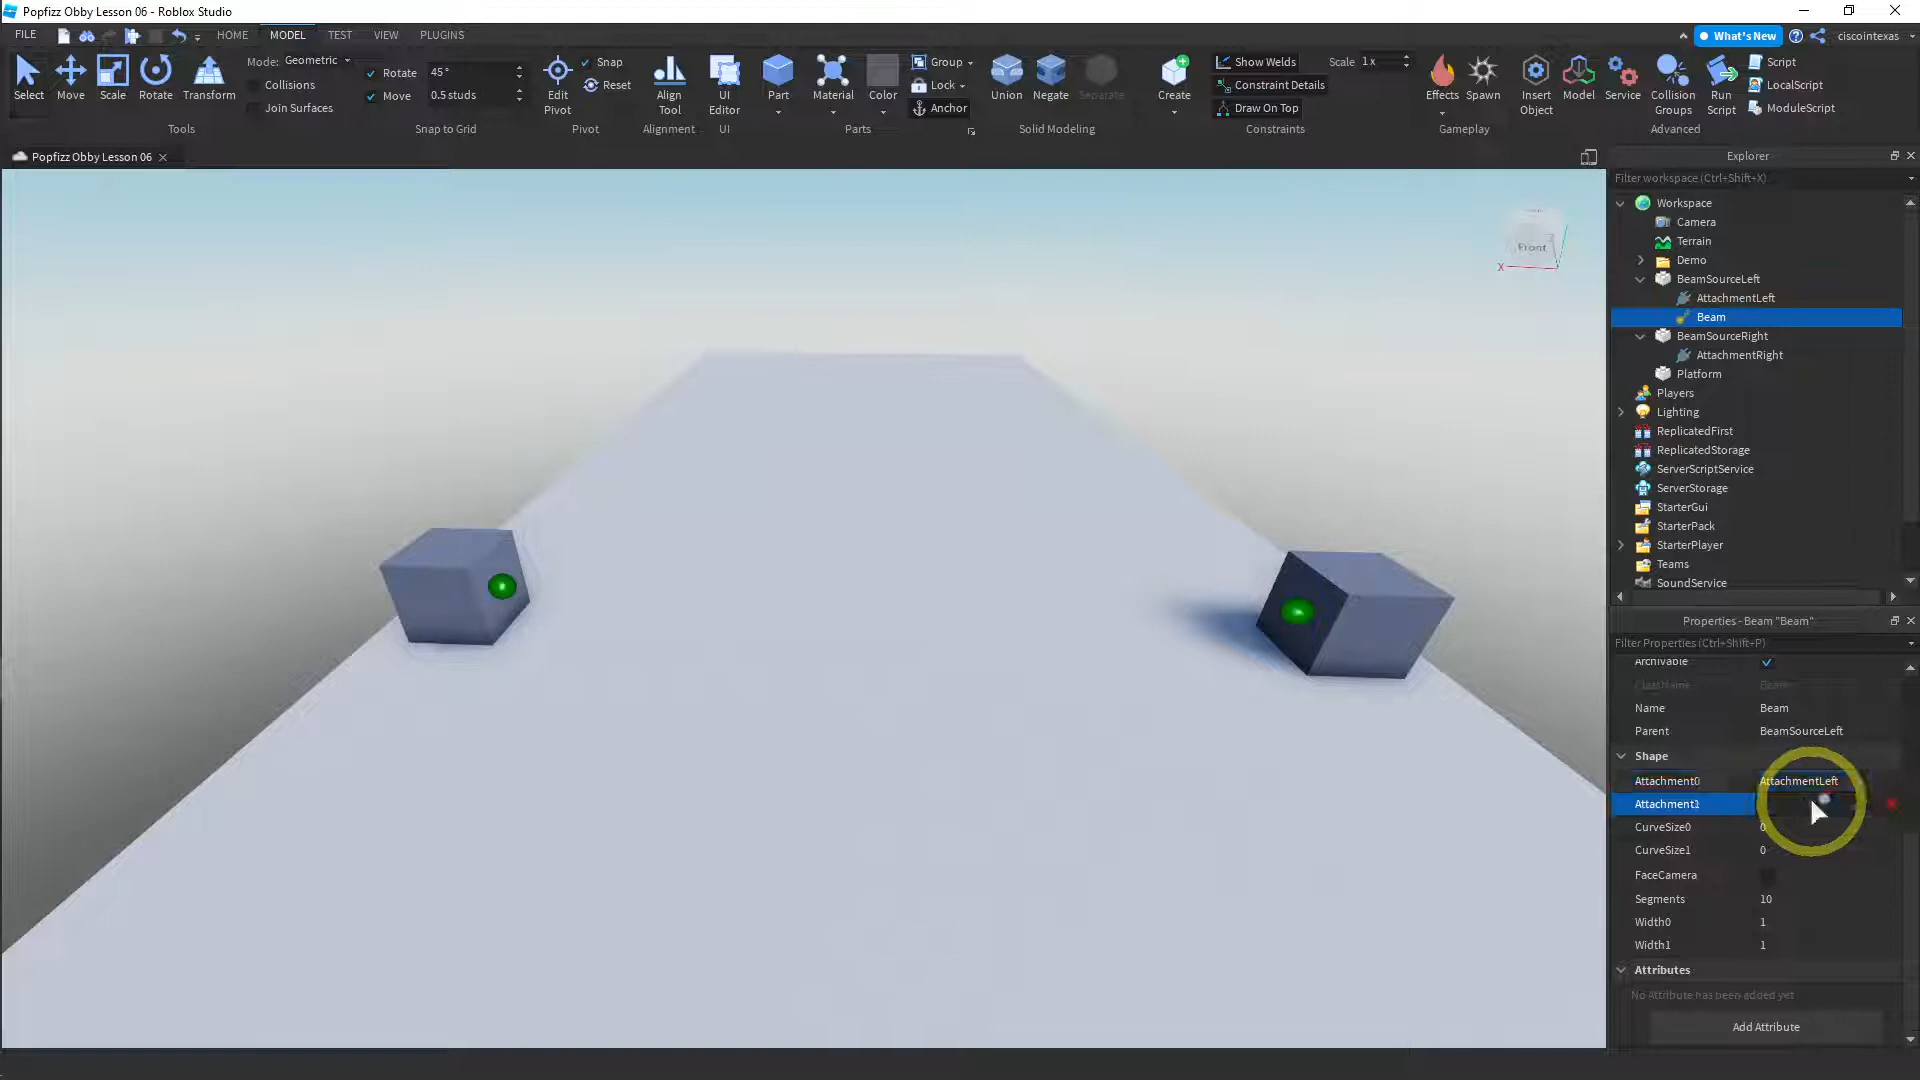 Popfizz Obby Lesson 06 - Roblox Studio
FILE HOME MODEL TEST VIEW PLUGINS What's New ciscointexas
Select Move Scale Rotate Transform
Tools
Mode: Geometric
Collisions
Join Surfaces
Rotate 45°
Move 0.5 studs
Snap to Grid
Edit Pivot
Snap
Reset
Pivot
Align Tool
Alignment
UI Editor
UI
Part Material Color
Group
Lock
Anchor
Parts
Union Negate Separate
Solid Modeling
Create
Show Welds
Constraint Details
Draw On Top
Scale 1 x
Constraints
Effects Spawn
Gameplay
Insert Object
Model Service
Collision Groups
Run Script
Script
LocalScript
ModuleScript
Advanced
Popfizz Obby Lesson 06
Front
X
Explorer
Filter workspace (Ctrl+Shift+X)
Workspace
Camera
Terrain
Demo
BeamSourceLeft
AttachmentLeft
Beam
BeamSourceRight
AttachmentRight
Platform
Players
Lighting
ReplicatedFirst
ReplicatedStorage
ServerScriptService
ServerStorage
StarterGui
StarterPack
StarterPlayer
Teams
SoundService
Properties - Beam "Beam"
Filter Properties (Ctrl+Shift+P)
Archivable
ClassName Beam
Name Beam
Parent BeamSourceLeft
Shape
Attachment0 AttachmentLeft
Attachment1
CurveSize0 0
CurveSize1 0
FaceCamera
Segments 10
Width0 1
Width1 1
Attributes
No Attribute has been added yet
Add Attribute